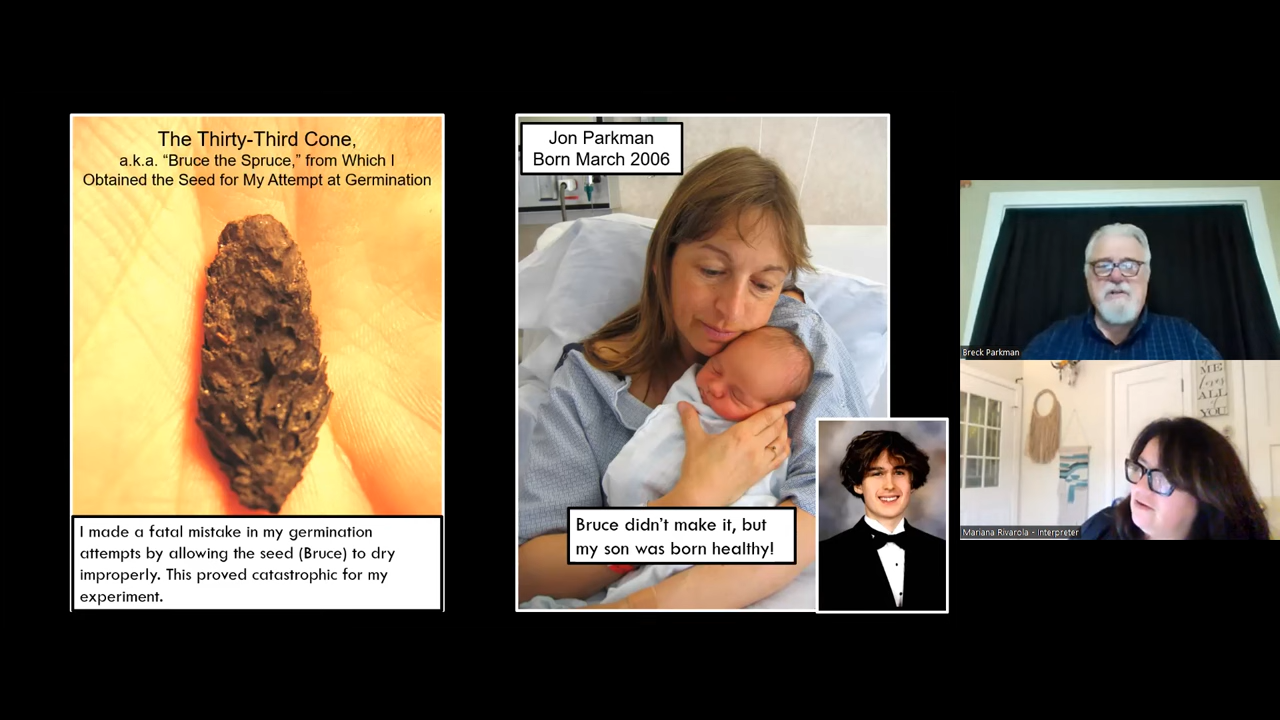 The Thirty-Third Cone,
a.k.a. “Bruce the Spruce,” from Which I
Obtained the Seed for My Attempt at Germination
I made a fatal mistake in my germination
attempts by allowing the seed (Bruce) to dry
improperly. This proved catastrophic for my
experiment.
Jon Parkman
Born March 2006
Bruce didn’t make it, but
my son was born healthy!
Breck Parkman
ME
loves
ALL
of
YOU
Mariana Rivarola - Interpreter